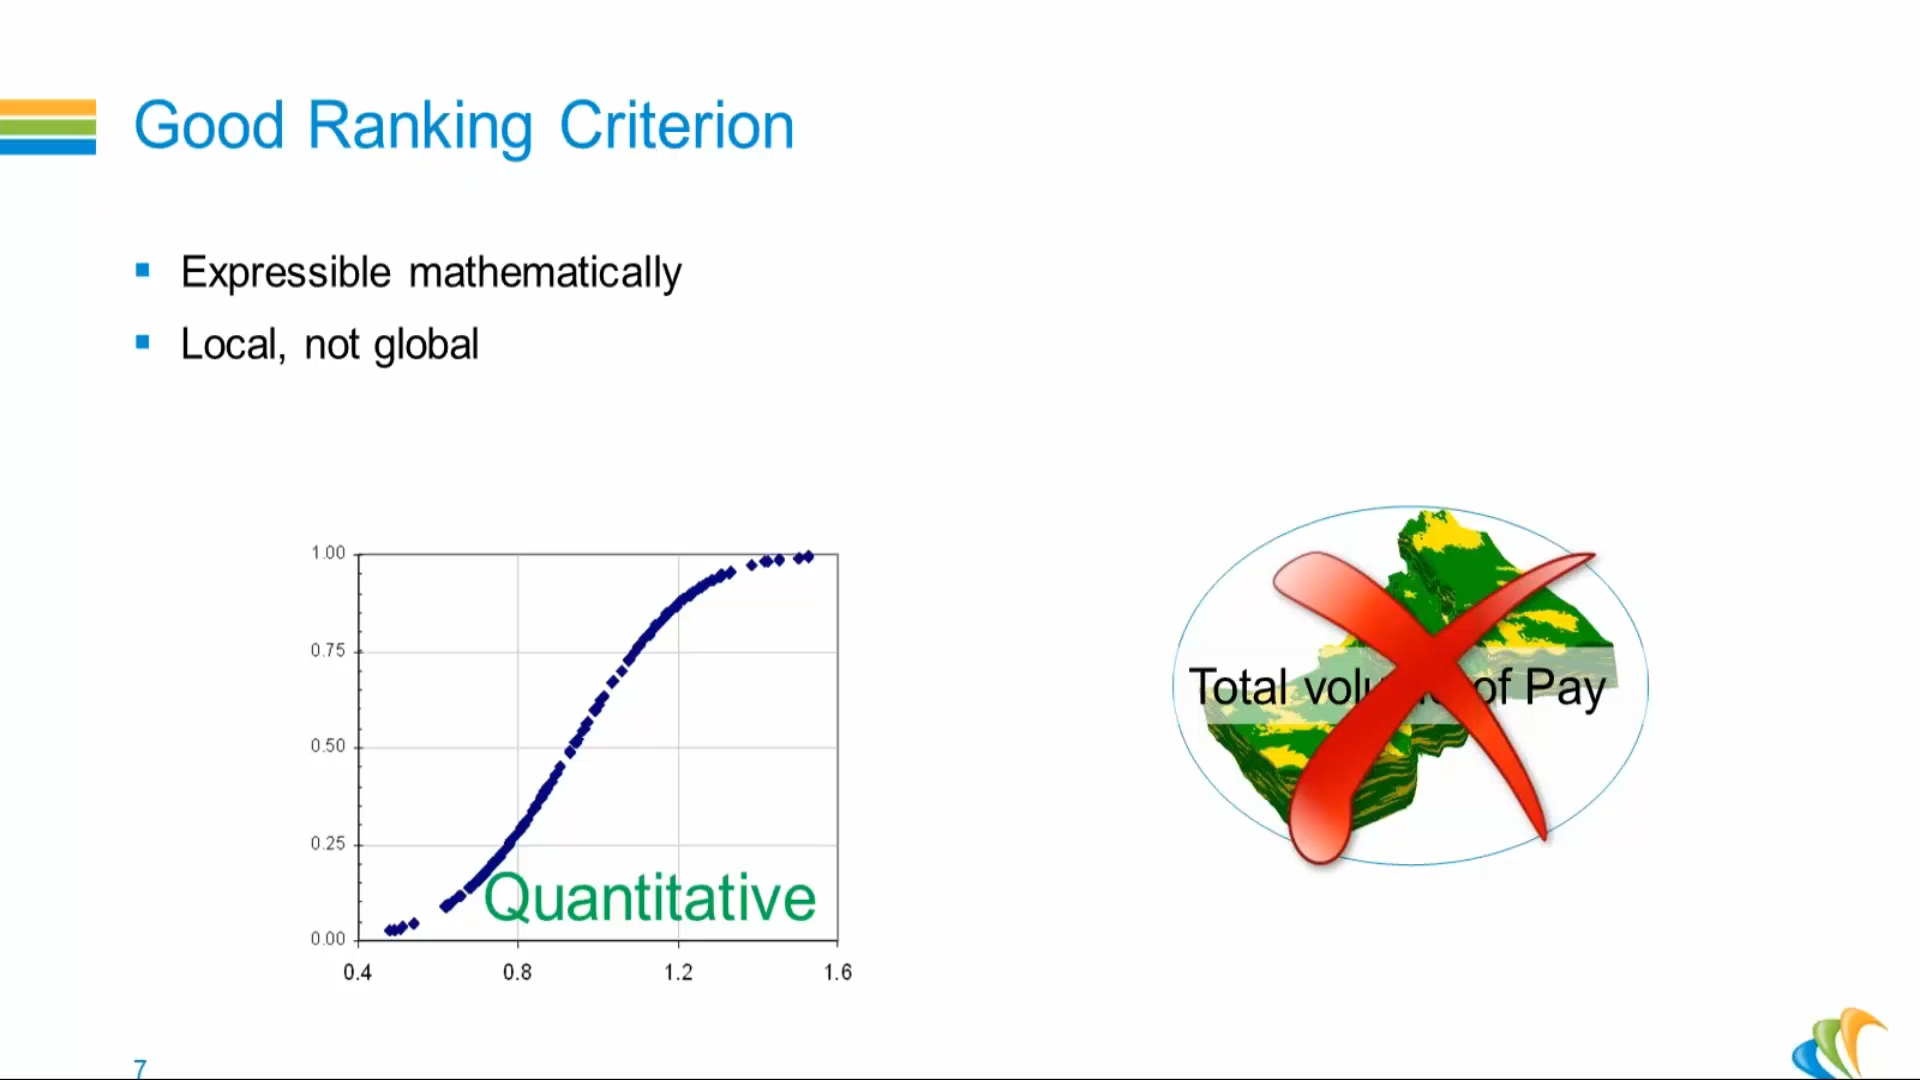 Good Ranking Criterion
Expressible mathematically
Local, not global
1.00
0.75
0.50
0.25
0.00
0.4 0.8 1.2 1.6
Quantitative
Total of Pay
7